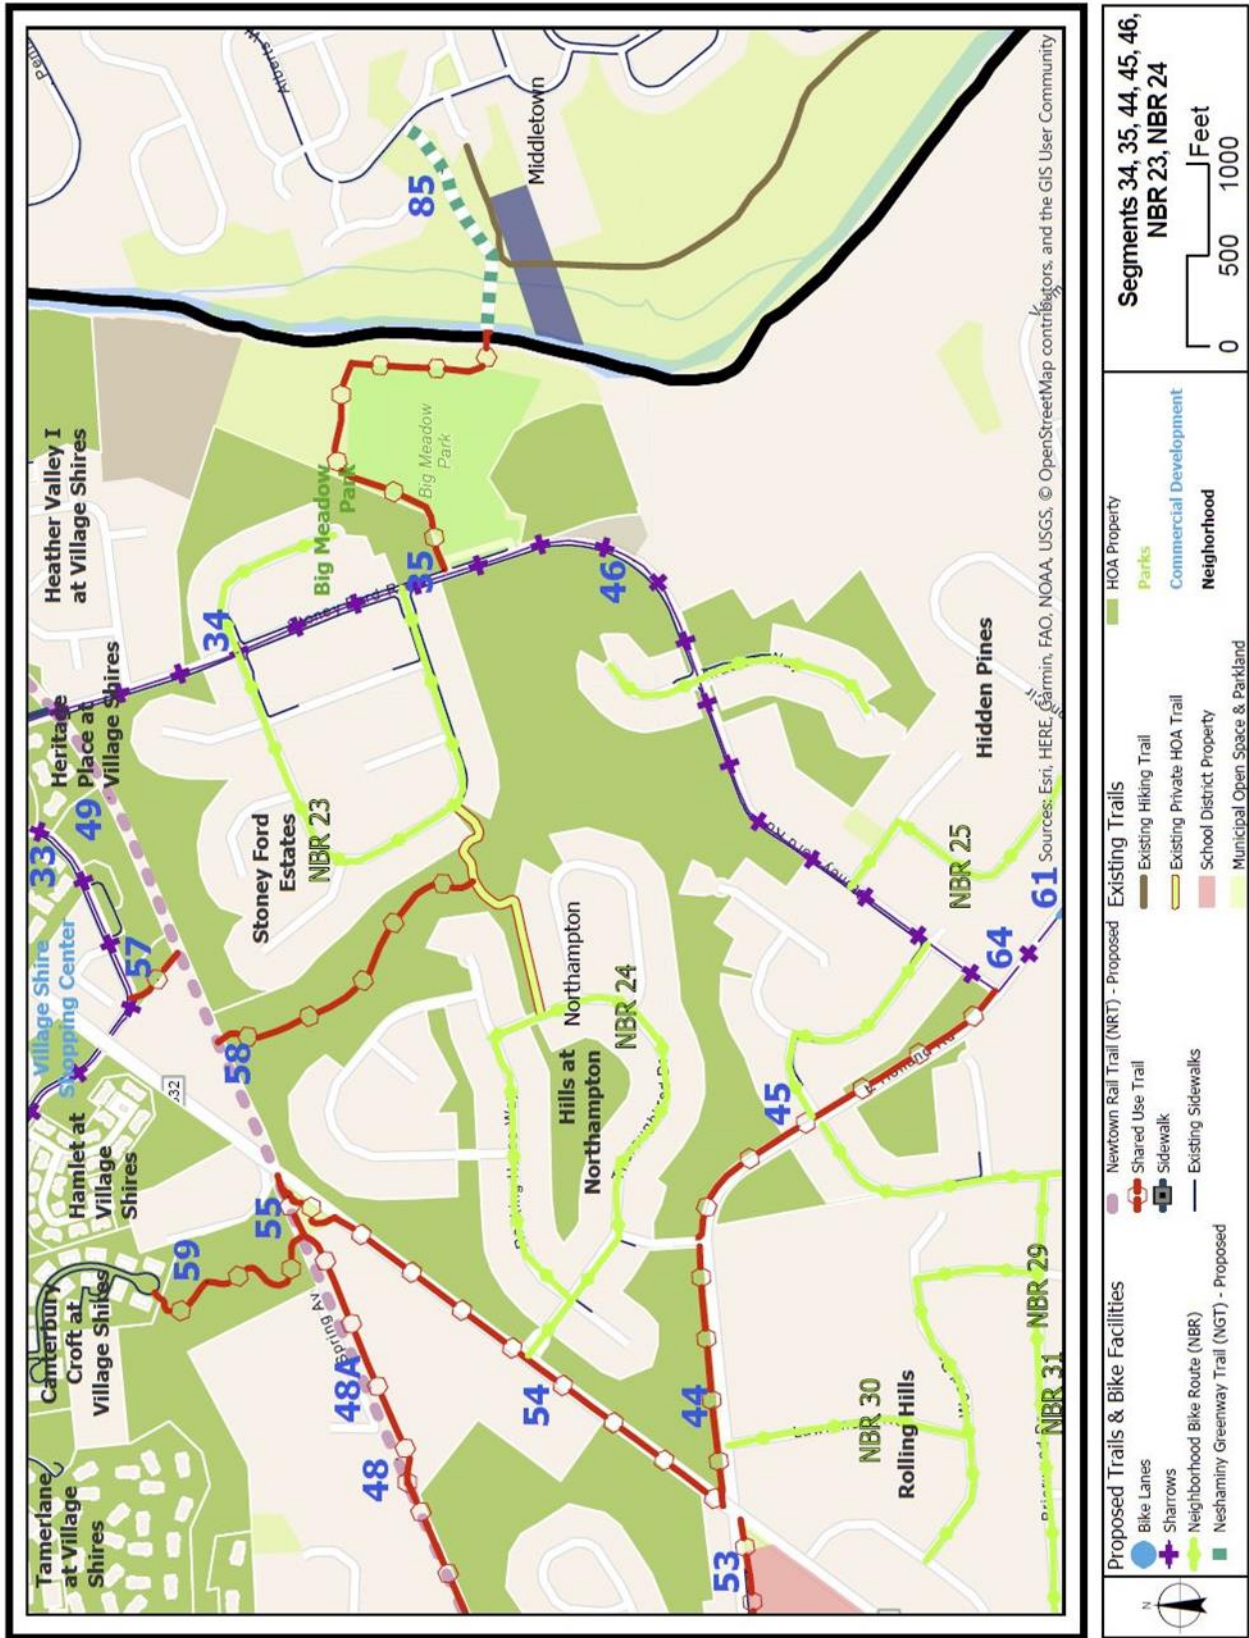 Tamerlane
at Village
Shires
Canterbury
Croft at
Village Shires
Hamlet at
Village
Shires
Village Shire
Shopping Center
33
49
Heritage
Place at
Village Shires
Heather Valley I
at Village Shires
57
59
55
58
34
48A
48
Spring Av
Stoney Ford
Estates
NBR 23
Big Meadow
Park
Big Meadow
Park
35
85
Middletown
54
Hills at
Northampton
Northampton
NBR 24
46
44
45
53
64
61
NBR 25
Hidden Pines
NBR 30
Rolling Hills
NBR 29
NBR 31
Sources: Esri, HERE, Garmin, FAO, NOAA, USGS, © OpenStreetMap contributors, and the GIS User Community
N
Proposed Trails & Bike Facilities
Bike Lanes
Sharrows
Neighborhood Bike Route (NBR)
Neshaminy Greenway Trail (NGT) - Proposed
Newtown Rail Trail (NRT) - Proposed
Shared Use Trail
Sidewalk
Existing Sidewalks
Existing Trails
Existing Hiking Trail
Existing Private HOA Trail
School District Property
Municipal Open Space & Parkland
HOA Property
Parks
Commercial Development
Neighorhood
Segments 34, 35, 44, 45, 46,
NBR 23, NBR 24
0 500 1000
Feet